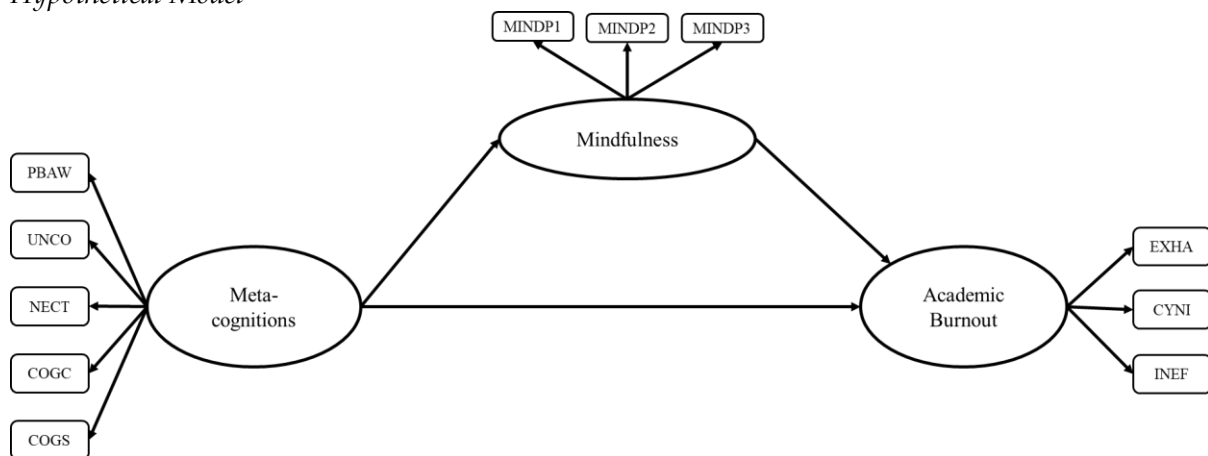 Hypothetical Model
MINDP1
MINDP2
MINDP3
Mindfulness
PBAW
UNCO
NECT
COGC
COGS
Meta-
cognitions
Academic
Burnout
EXHA
CYNI
INEF